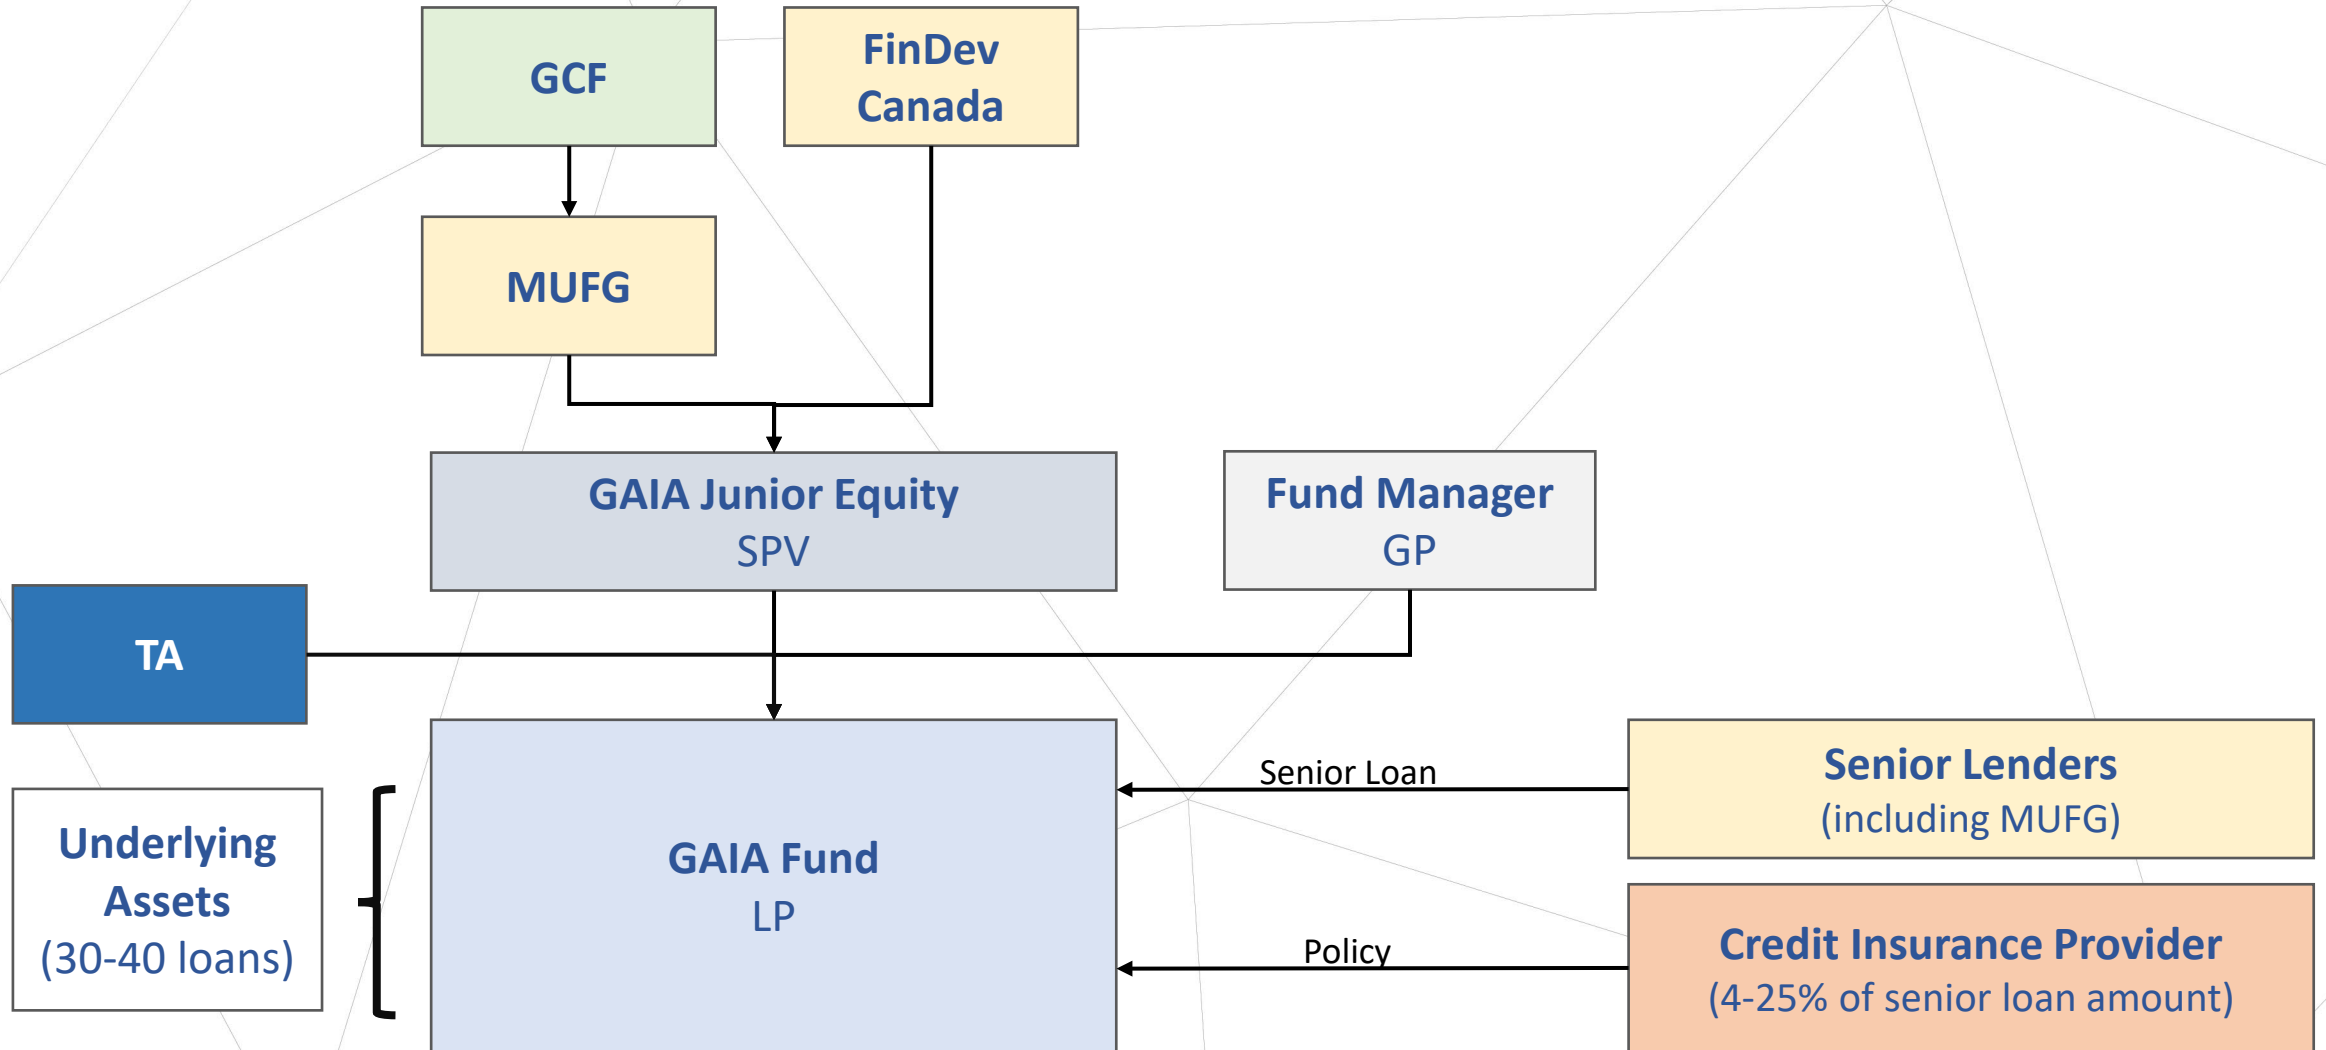 GCF
FinDev
Canada
MUFG
GAIA Junior Equity
SPV
Fund Manager
GP
TA
Underlying
Assets
(30-40 loans)
GAIA Fund
LP
Senior Loan
Senior Lenders
(including MUFG)
Policy
Credit Insurance Provider
(4-25% of senior loan amount)